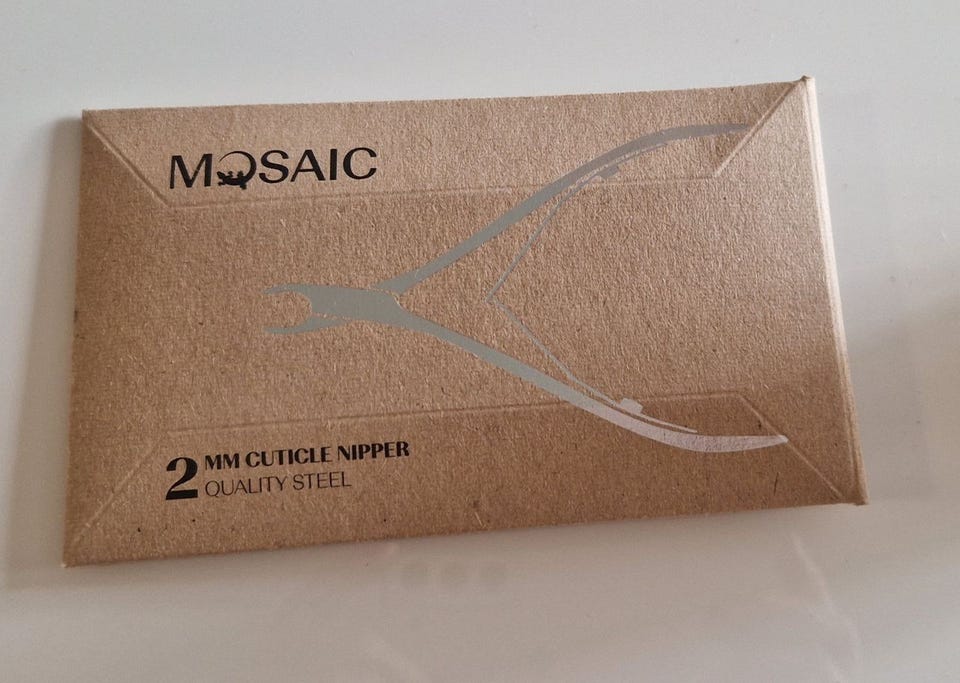 MOSAIC
2 MM CUTICLE NIPPER
QUALITY STEEL